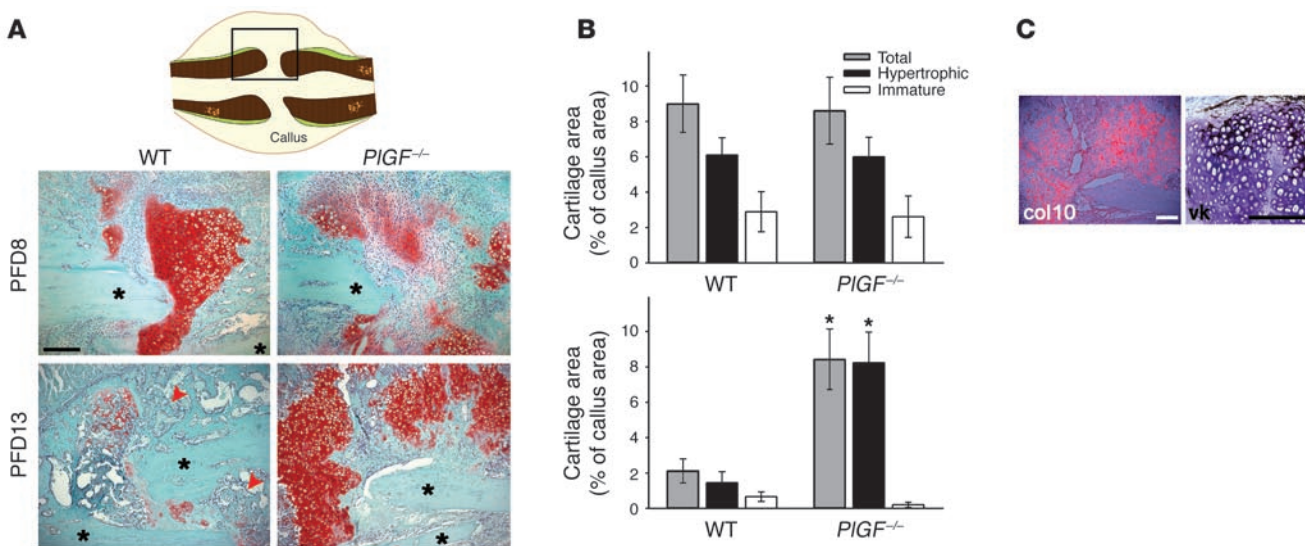 A
Callus
WT
PlGF–/–
PFD8
*
*
*
PFD13
*
*
*
*
B
Total
Hypertrophic
Immature
Cartilage area
(% of callus area)
10
8
6
4
2
0
WT
PlGF–/–
Cartilage area
(% of callus area)
10
8
6
4
2
0
*
*
WT
PlGF–/–
C
col10
vk